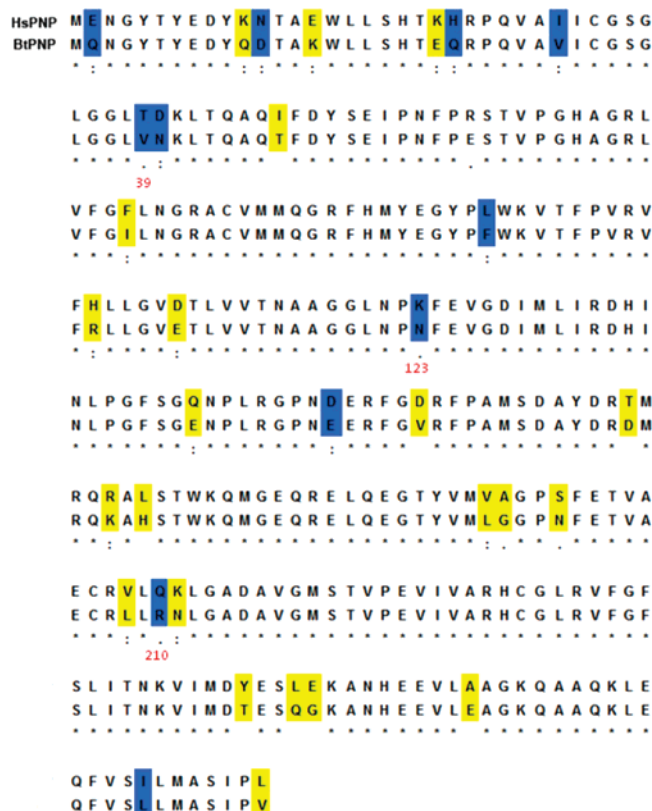 HsPNP M E N G Y T Y E D Y K N T A E W L L S H T K H R P Q V A I I C G S G
BtPNP M Q N G Y T Y E D Y Q D T A K W L L S H T E Q R P Q V A V I C G S G
L G G L T D K L T Q A Q I F D Y S E I P N F P R S T V P G H A G R L
L G G L V N K L T Q A Q T F D Y S E I P N F P E S T V P G H A G R L
39
V F G F L N G R A C V M M Q G R F H M Y E G Y P L W K V T F P V R V
V F G I L N G R A C V M M Q G R F H M Y E G Y P F W K V T F P V R V
F H L L G V D T L V V T N A A G G L N P K F E V G D I M L I R D H I
F R L L G V E T L V V T N A A G G L N P N F E V G D I M L I R D H I
123
N L P G F S G Q N P L R G P N D E R F G D R F P A M S D A Y D R T M
N L P G F S G E N P L R G P N E E R F G V R F P A M S D A Y D R D M
R Q R A L S T W K Q M G E Q R E L Q E G T Y V M V A G P S F E T V A
R Q K A H S T W K Q M G E Q R E L Q E G T Y V M L G G P N F E T V A
E C R V L Q K L G A D A V G M S T V P E V I V A R H C G L R V F G F
E C R L L R N L G A D A V G M S T V P E V I V A R H C G L R V F G F
210
S L I T N K V I M D Y E S L E K A N H E E V L A A G K Q A A Q K L E
S L I T N K V I M D T E S Q G K A N H E E V L E A G K Q A A Q K L E
Q F V S I L M A S I P L
Q F V S L L M A S I P V